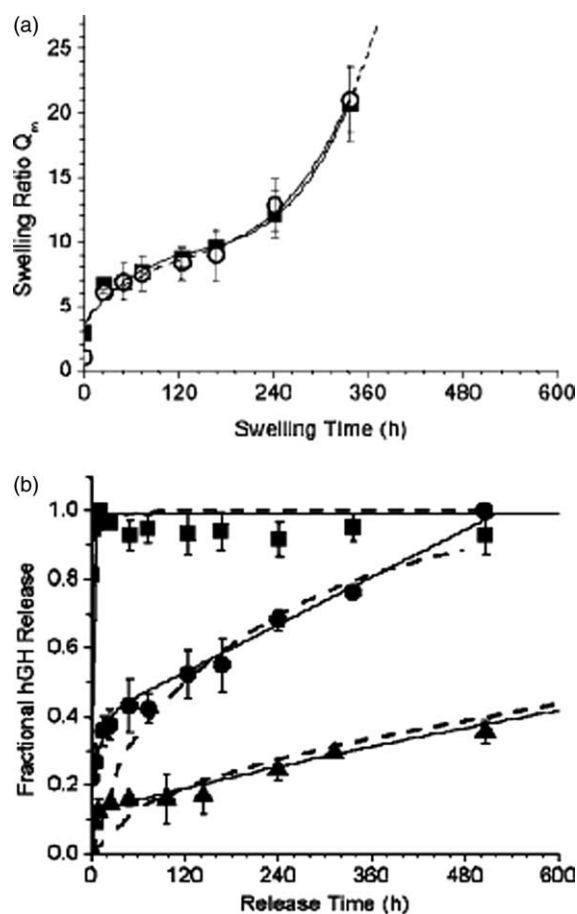 (a)
25
20
15
10
5
0
Swelling Ratio Qm
0 120 240 360 480 600
Swelling Time (h)
(b)
1.0
0.8
0.6
0.4
0.2
0.0
Fractional hGH Release
0 120 240 360 480 600
Release Time (h)